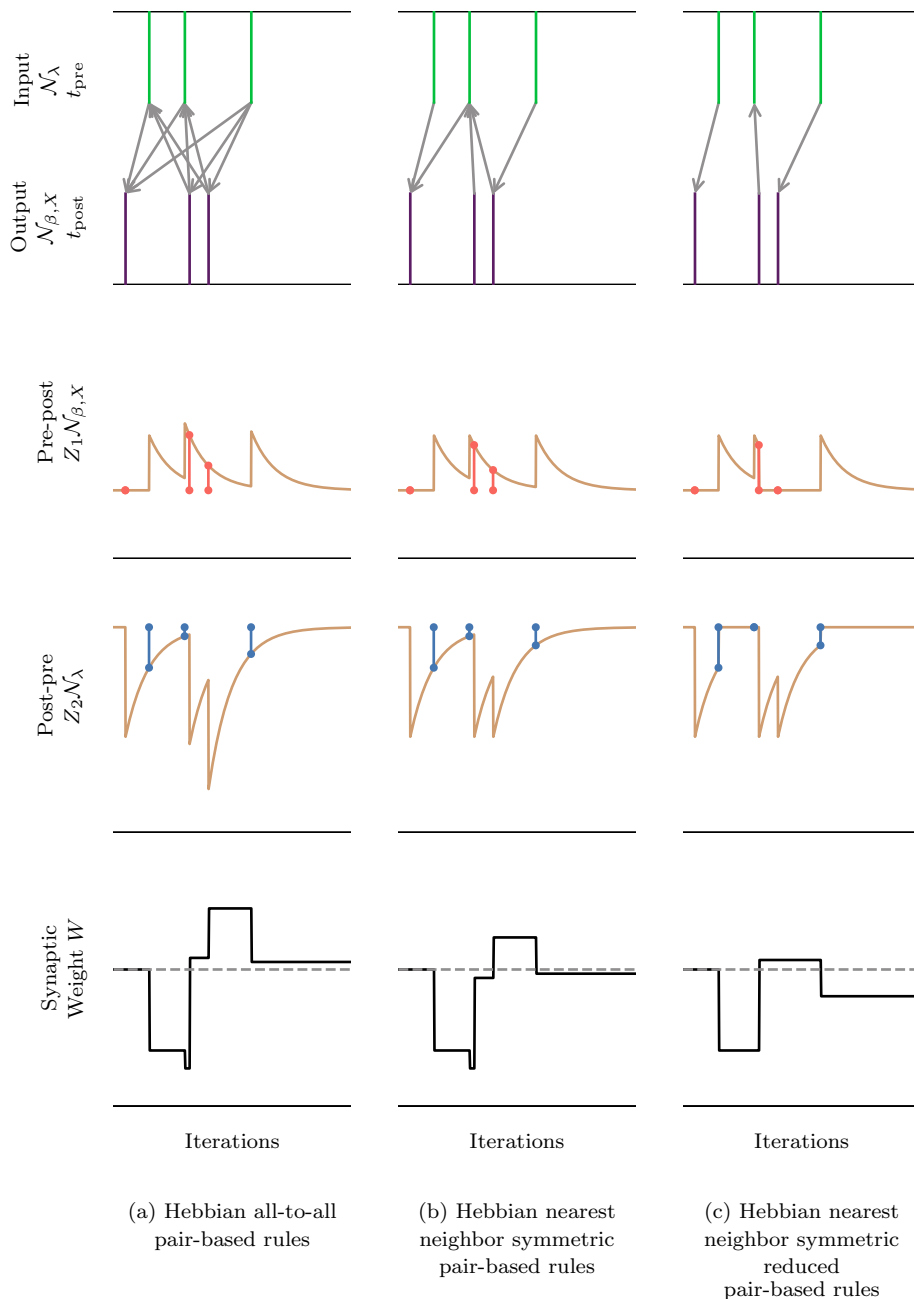 Input
𝒩λ
tpre
Output
𝒩β,X
tpost
Pre-post
Z1𝒩β,X
Post-pre
Z2𝒩λ
Synaptic
Weight W
Iterations
Iterations
Iterations
(a) Hebbian all-to-all
pair-based rules
(b) Hebbian nearest
neighbor symmetric
pair-based rules
(c) Hebbian nearest
neighbor symmetric
reduced
pair-based rules